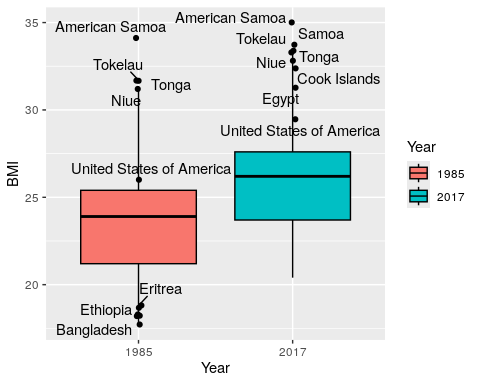 35
30
25
20
BMI
American Samoa
Tokelau
Tonga
Niue
United States of America
Eritrea
Ethiopia
Bangladesh
American Samoa
Samoa
Tokelau
Tonga
Niue
Cook Islands
Egypt
United States of America
1985
2017
Year
Year
1985
2017